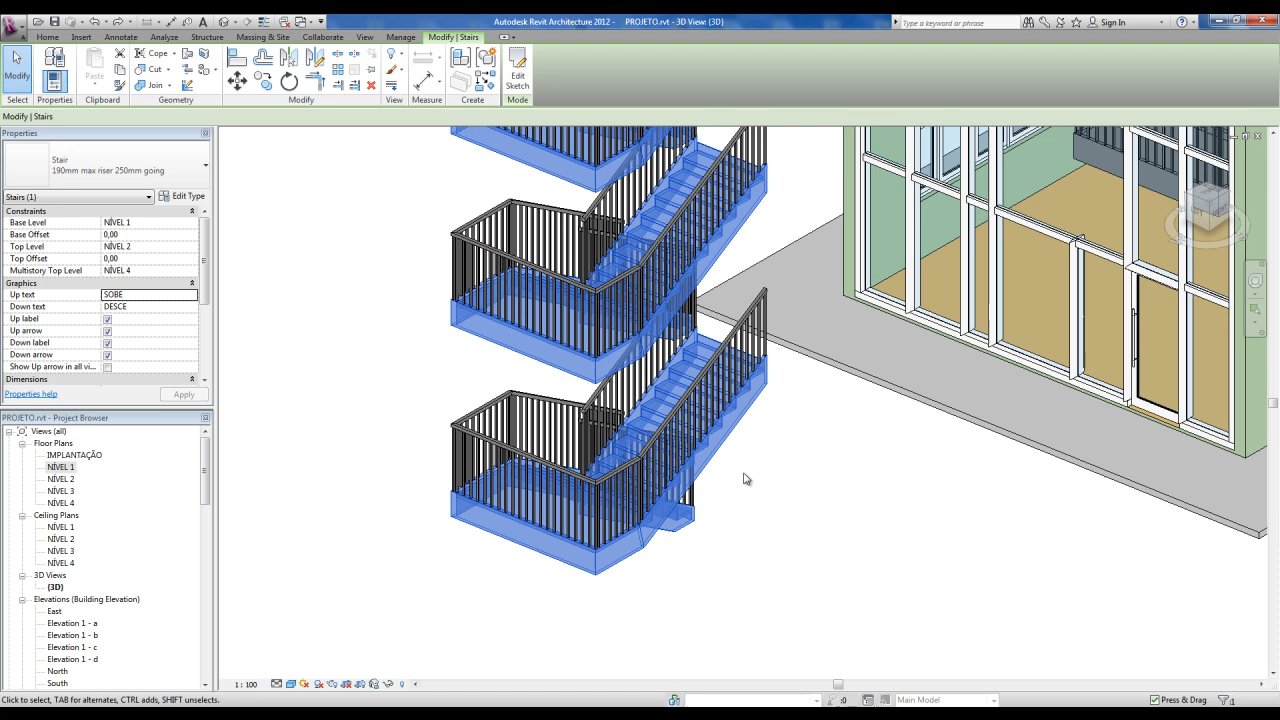 Autodesk Revit Architecture 2012 - PROJETO.rvt - 3D View: {3D}
Type a keyword or phrase
Sign In
Home Insert Annotate Analyze Structure Massing & Site Collaborate View Manage Modify | Stairs
Modify
Paste
Cope
Cut
Join
Edit Sketch
Select Properties Clipboard Geometry Modify View Measure Create Mode
Modify | Stairs
Properties
Stair
190mm max riser 250mm going
Stairs (1) Edit Type
Constraints
Base Level NÍVEL 1
Base Offset 0,00
Top Level NÍVEL 2
Top Offset 0,00
Multistory Top Level NÍVEL 4
Graphics
Up text SOBE
Down text DESCE
Up label
Up arrow
Down label
Down arrow
Show Up arrow in all vi...
Dimensions
Properties help Apply
PROJETO.rvt - Project Browser
Views (all)
Floor Plans
IMPLANTAÇÃO
NÍVEL 1
NÍVEL 2
NÍVEL 3
NÍVEL 4
Ceiling Plans
NÍVEL 1
NÍVEL 2
NÍVEL 3
NÍVEL 4
3D Views
{3D}
Elevations (Building Elevation)
East
Elevation 1 - a
Elevation 1 - b
Elevation 1 - c
Elevation 1 - d
North
South
1 : 100
Click to select, TAB for alternates, CTRL adds, SHIFT unselects.
:0
Main Model
Press & Drag
:1